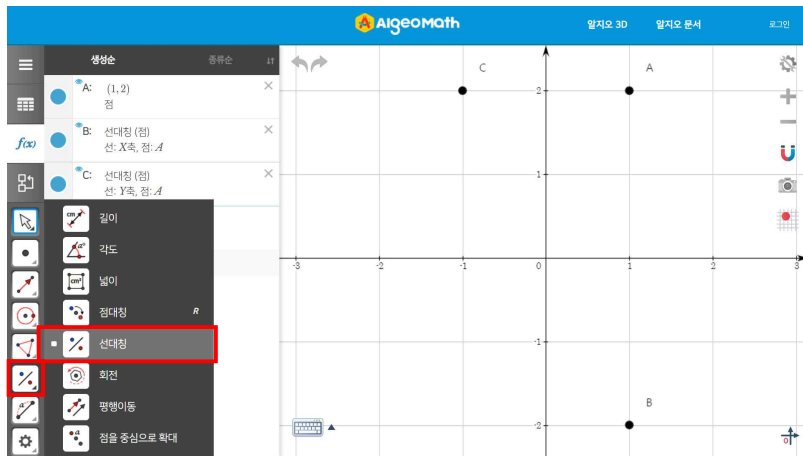 AlgeoMath
알지오 3D
알지오 문서
로그인
생성순
종류순
A: (1, 2)
점
B: 선대칭 (점)
선: X축, 점: A
C: 선대칭 (점)
선: Y축, 점: A
f(x)
길이
각도
넓이
점대칭 R
선대칭
회전
평행이동
점을 중심으로 확대
cm
a°
cm²
C
A
2
1
-3 -2 -1 0 1 2 3
-1
B
-2
0